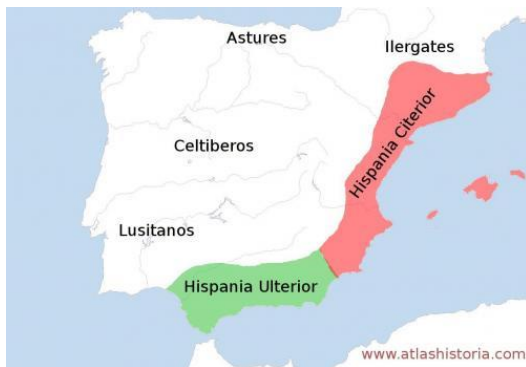 Astures
Ilergates
Hispania Citerior
Celtiberos
Lusitanos
Hispania Ulterior
www.atlashistoria.com